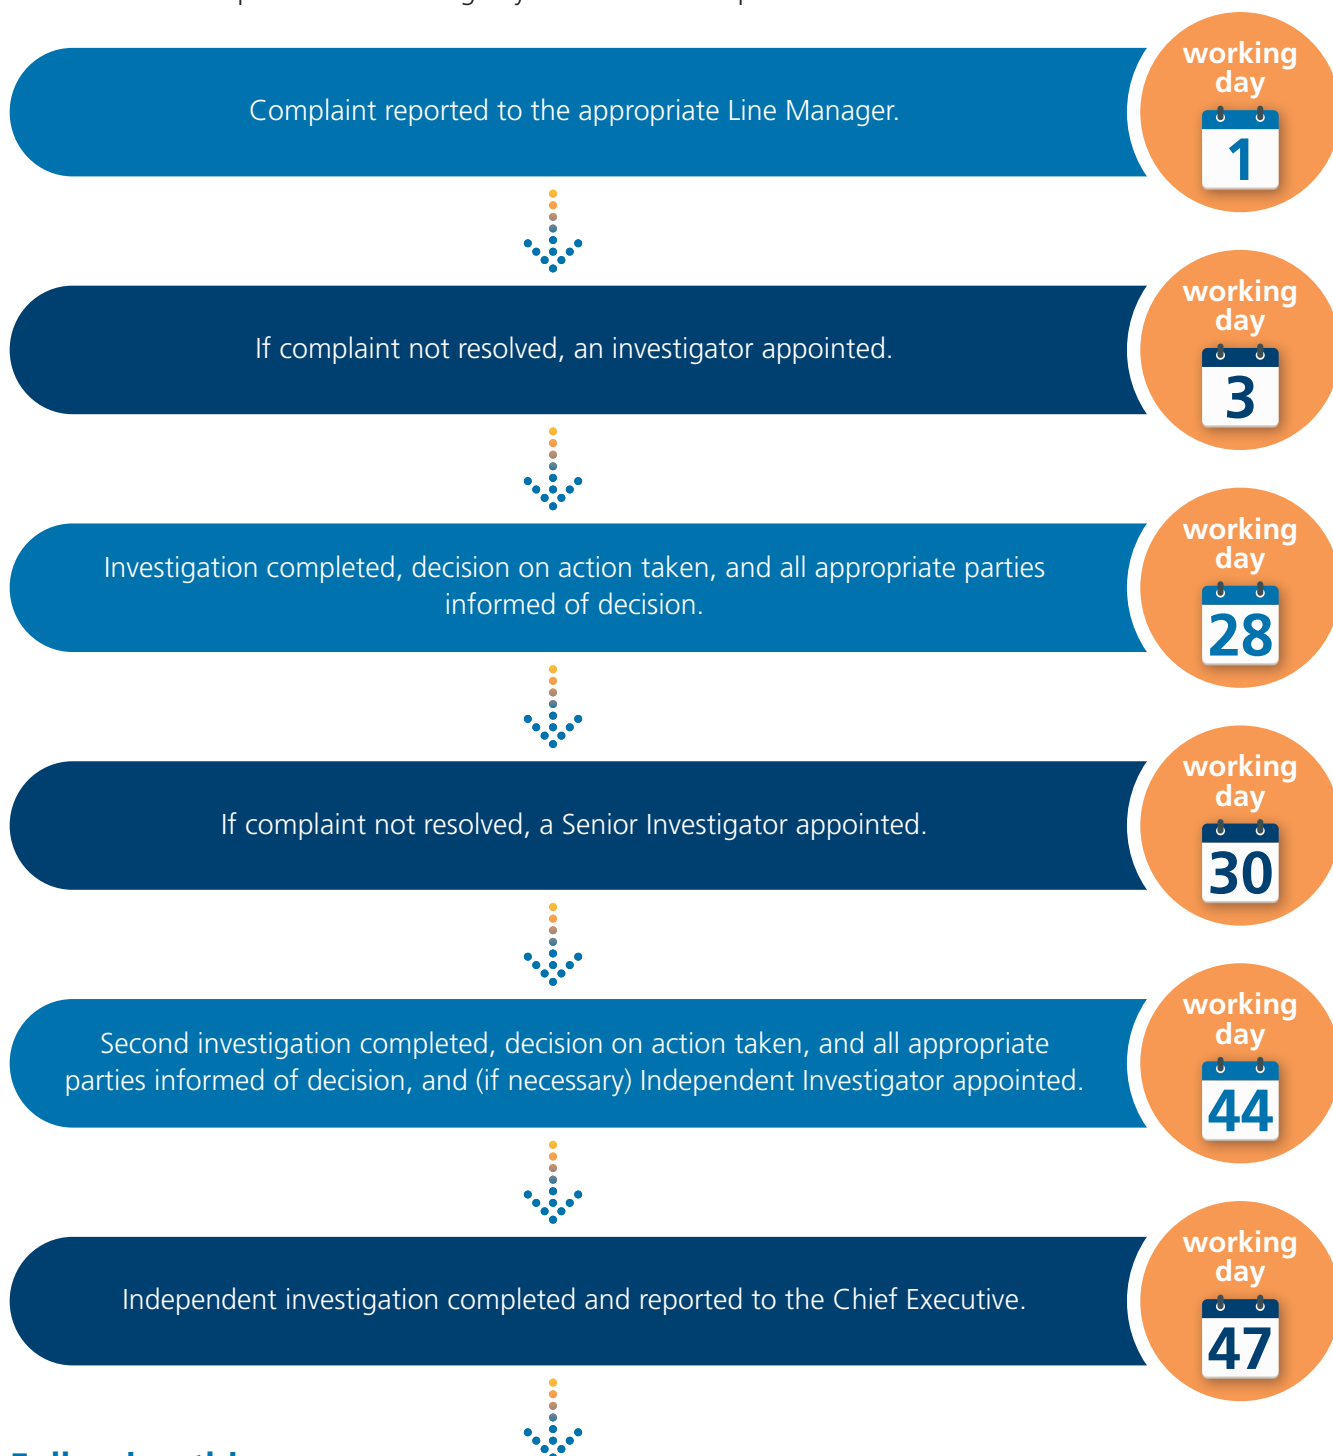 Complaint reported to the appropriate Line Manager.
working
day
1
If complaint not resolved, an investigator appointed.
working
day
3
Investigation completed, decision on action taken, and all appropriate parties
informed of decision.
working
day
28
If complaint not resolved, a Senior Investigator appointed.
working
day
30
Second investigation completed, decision on action taken, and all appropriate
parties informed of decision, and (if necessary) Independent Investigator appointed.
working
day
44
Independent investigation completed and reported to the Chief Executive.
working
day
47